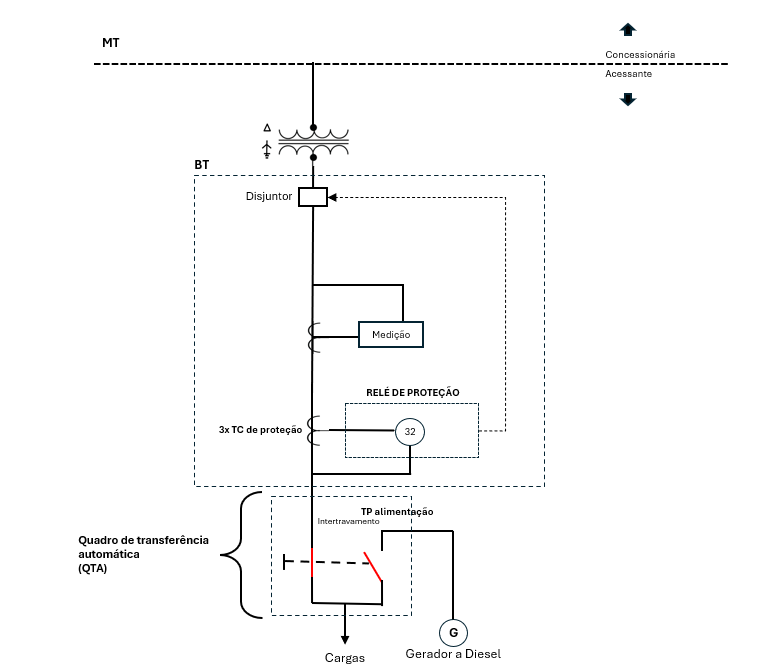 MT
Concessionária
Acessante
BT
Disjuntor
Medição
RELÉ DE PROTEÇÃO
3x TC de proteção
32
TP alimentação
Intertravamento
Quadro de transferência
automática
(QTA)
G
Gerador a Diesel
Cargas